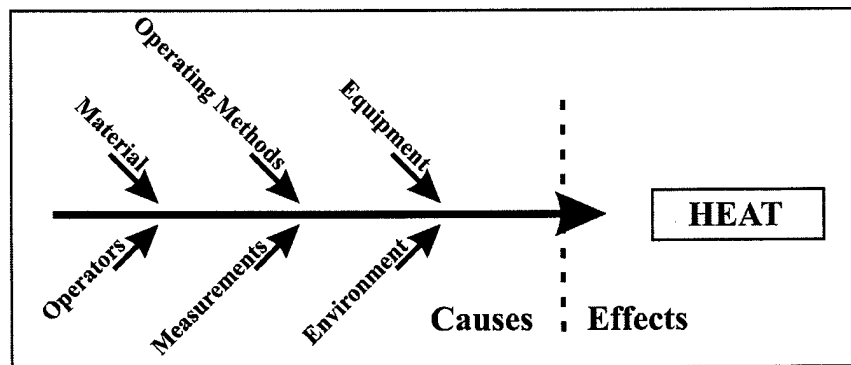 Material
Operating Methods
Equipment
HEAT
Operators
Measurements
Environment
Causes
Effects